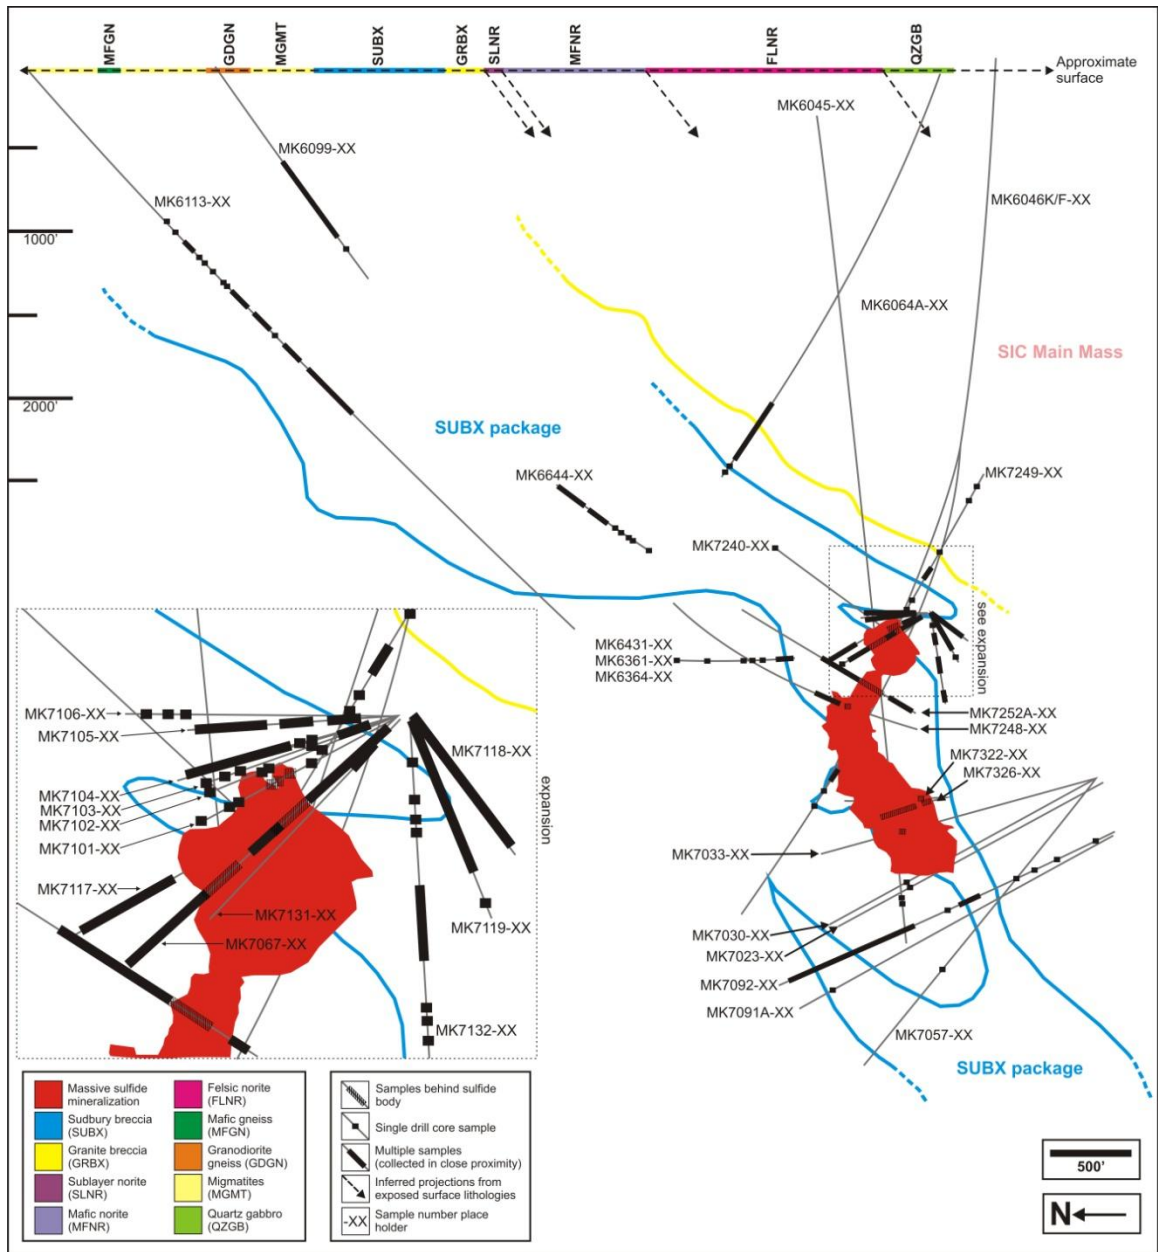 MFGN
GDGN
MGMT
SUBX
GRBX
SLNR
MFNR
FLNR
QZGB
Approximate
surface
MK6045-XX
MK6099-XX
MK6113-XX
MK6046K/F-XX
1000'
MK6064A-XX
SIC Main Mass
2000'
SUBX package
MK6644-XX
MK7249-XX
MK7240-XX
see expansion
MK6431-XX
MK6361-XX
MK6364-XX
MK7252A-XX
MK7248-XX
MK7322-XX
MK7326-XX
MK7033-XX
MK7030-XX
MK7023-XX
MK7092-XX
MK7091A-XX
MK7057-XX
SUBX package
MK7106-XX
MK7105-XX
MK7118-XX
MK7104-XX
MK7103-XX
MK7102-XX
MK7101-XX
expansion
MK7117-XX
MK7131-XX
MK7119-XX
MK7067-XX
MK7132-XX
Massive sulfide
mineralization
Sudbury breccia
(SUBX)
Granite breccia
(GRBX)
Sublayer norite
(SLNR)
Mafic norite
(MFNR)
Felsic norite
(FLNR)
Mafic gneiss
(MFGN)
Granodiorite
gneiss (GDGN)
Migmatites
(MGMT)
Quartz gabbro
(QZGB)
Samples behind sulfide
body
Single drill core sample
Multiple samples
(collected in close proximity)
Inferred projections from
exposed surface lithologies
-XX Sample number place
holder
500'
N